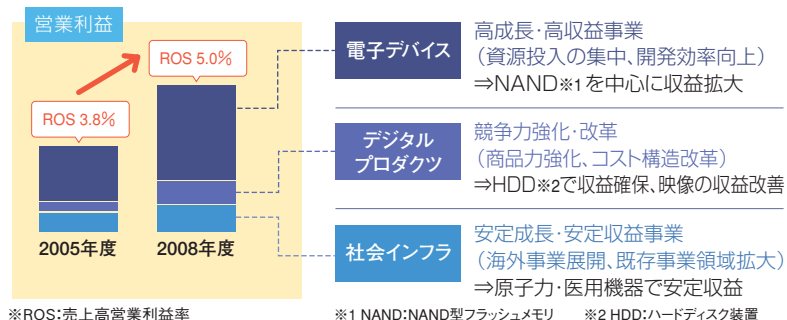 営業利益
ROS 5.0%
ROS 3.8%
2005年度
2008年度
電子デバイス
高成長・高収益事業
（資源投入の集中、開発効率向上）
⇒NAND※1を中心に収益拡大
デジタル
プロダクツ
競争力強化・改革
（商品力強化、コスト構造改革）
⇒HDD※2で収益確保、映像の収益改善
社会インフラ
安定成長・安定収益事業
（海外事業展開、既存事業領域拡大）
⇒原子力・医用機器で安定収益
※ROS：売上高営業利益率
※1 NAND：NAND型フラッシュメモリ
※2 HDD：ハードディスク装置